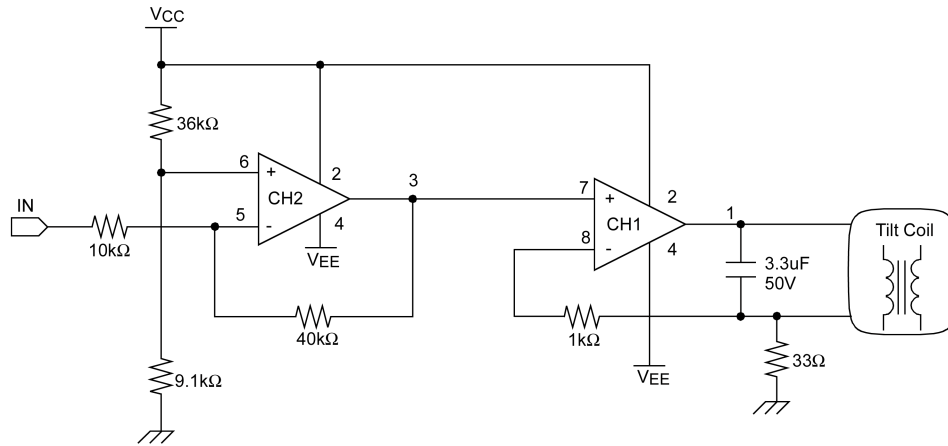 VCC
36kΩ
6
+
2
3
7
+
2
CH2
IN
5
-
4
CH1
1
Tilt Coil
8
-
4
10kΩ
VEE
3.3uF
50V
40kΩ
1kΩ
33Ω
9.1kΩ
VEE